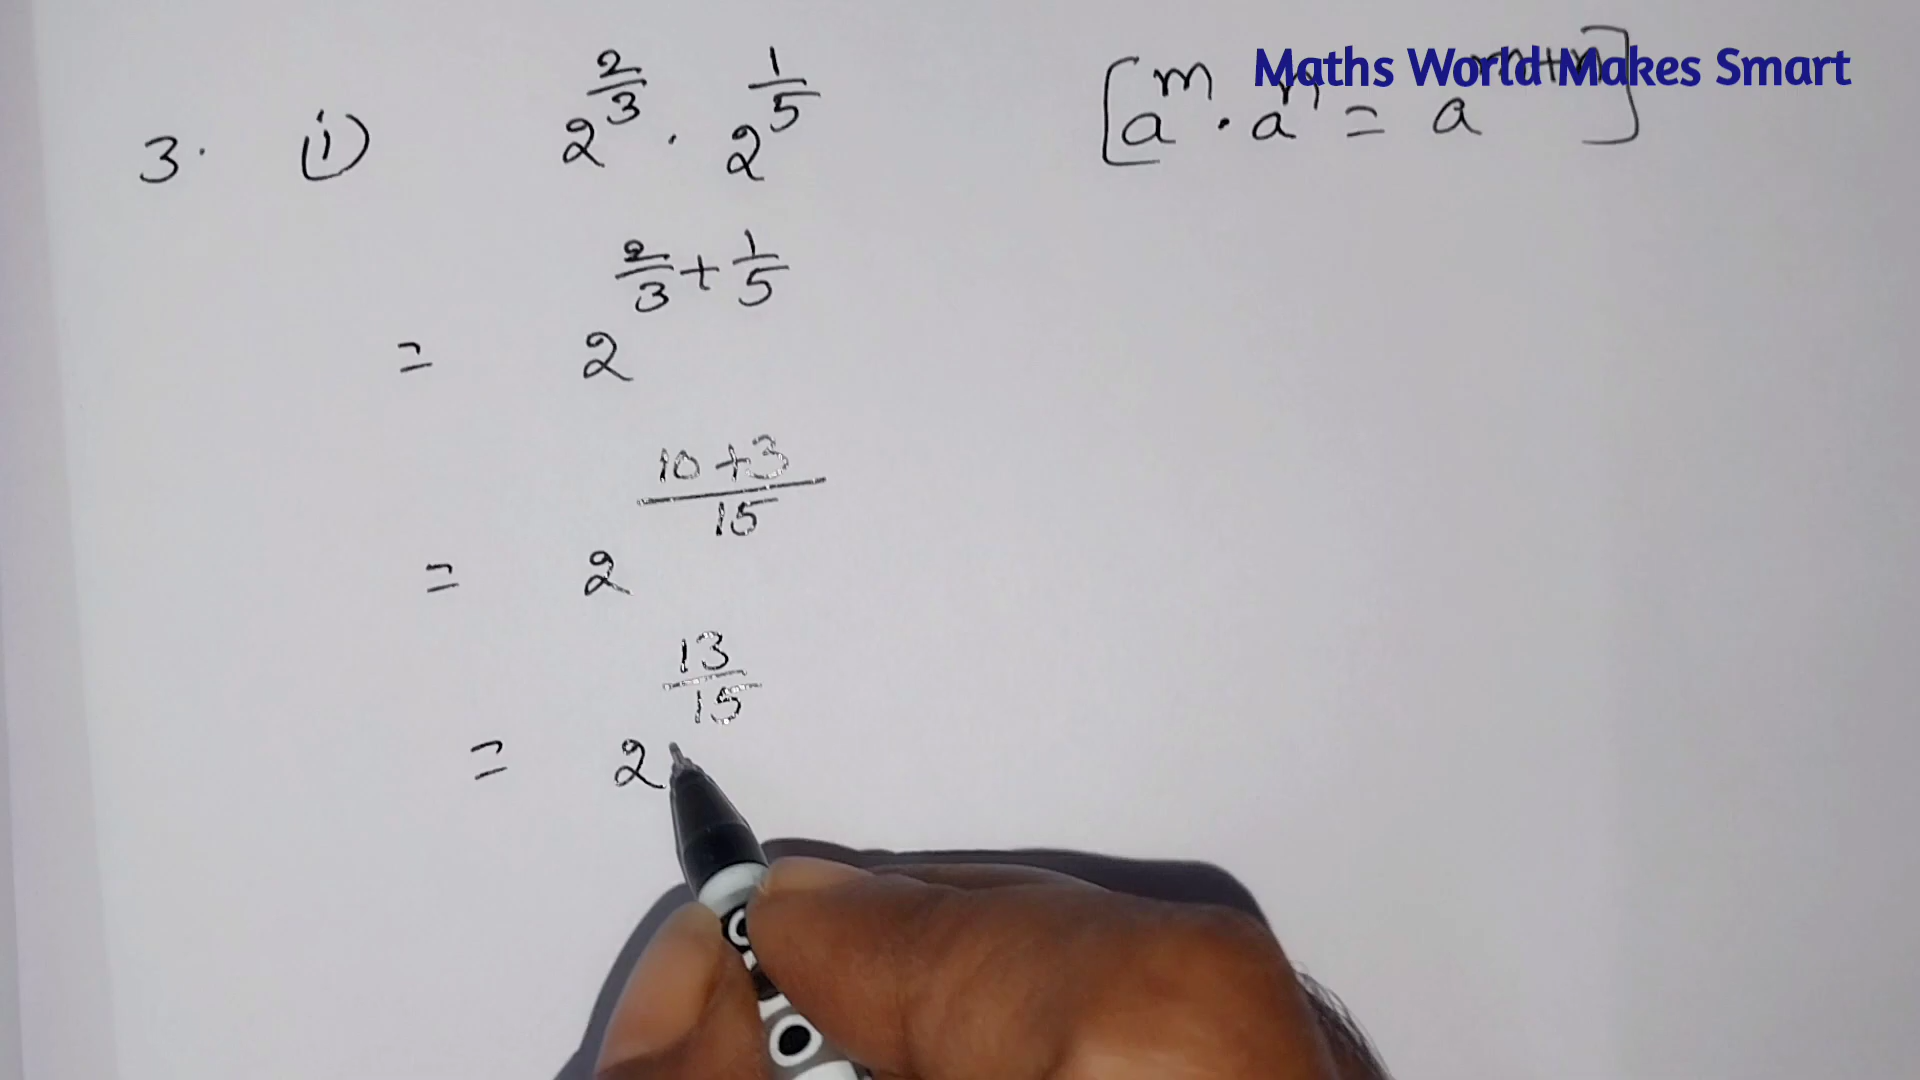 Maths World Makes Smart
3. (i) 2^{2/3} · 2^{1/5} [a^m · a^n = a^{m+n}]
= 2^{2/3 + 1/5}
= 2^{(10+3)/15}
= 2^{13/15}